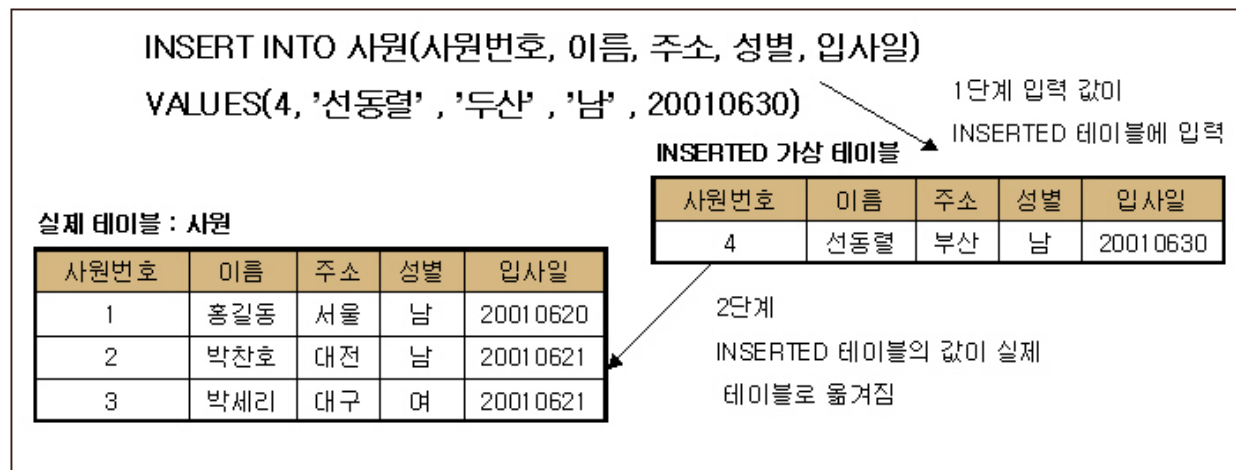 INSERT INTO 사원(사원번호, 이름, 주소, 성별, 입사일)
VALUES(4, '선동렬' , '두산' , '남' , 20010630)
1단계 입력 값이
INSERTED 테이블에 입력
INSERTED 가상 테이블
사원번호 이름 주소 성별 입사일
4 선동렬 부산 남 20010630
실제 테이블 : 사원
사원번호 이름 주소 성별 입사일
1 홍길동 서울 남 20010620
2 박찬호 대전 남 20010621
3 박세리 대구 여 20010621
2단계
INSERTED 테이블의 값이 실제
테이블로 옮겨짐